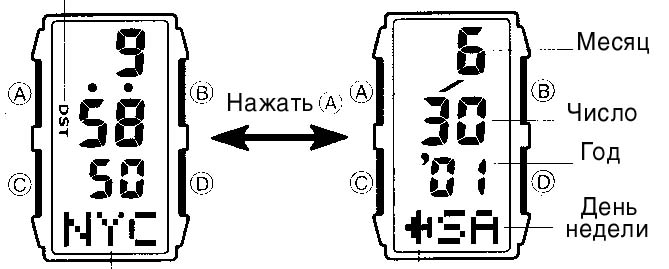 9
A
B
DST
58
C
D
50
NYC
Нажать A
6
Месяц
A
B
30
Число
'01
Год
C
D
SA
День
недели